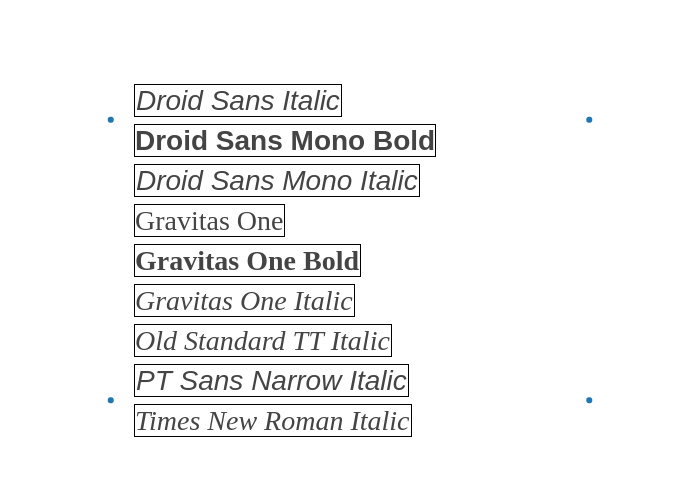 Droid Sans Italic
Droid Sans Mono Bold
Droid Sans Mono Italic
Gravitas One
Gravitas One Bold
Gravitas One Italic
Old Standard TT Italic
PT Sans Narrow Italic
Times New Roman Italic